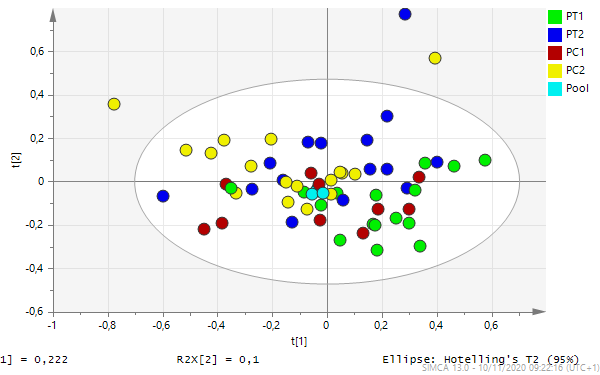 PT1
PT2
PC1
PC2
Pool
0,6
0,4
0,2
0
-0,2
-0,4
-0,6
t[2]
-1 -0,8 -0,6 -0,4 -0,2 0 0,2 0,4 0,6
t[1]
1] = 0,222 R2X[2] = 0,1 Ellipse: Hotelling's T2 (95%)
SIMCA 13.0 - 10/11/2020 09:22:16 (UTC+1)